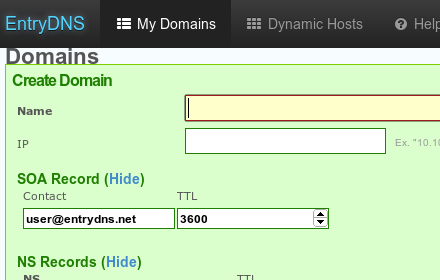 EntryDNS My Domains Dynamic Hosts Help
Domains
Create Domain
Name
IP Ex. "10.10
SOA Record (Hide)
Contact TTL
user@entrydns.net 3600
NS Records (Hide)
NS TTL